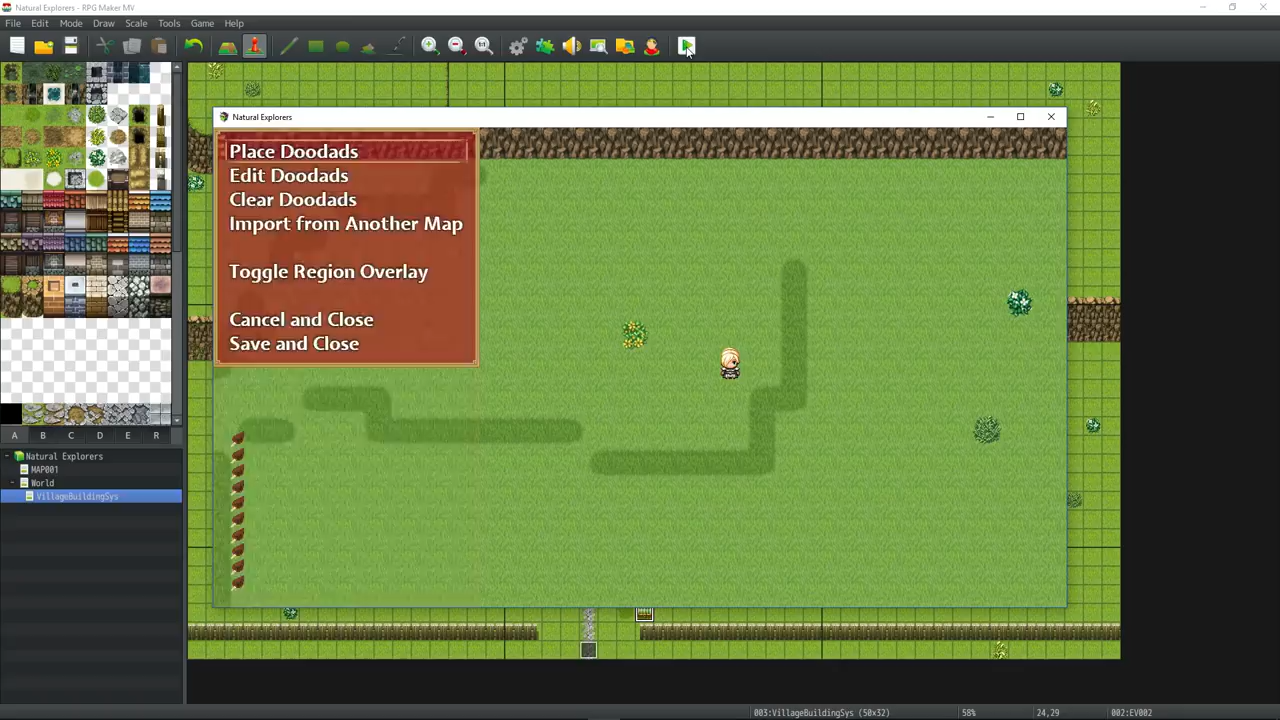 Natural Explorers - RPG Maker MV
File Edit Mode Draw Scale Tools Game Help
1:1
Natural Explorers
Place Doodads
Edit Doodads
Clear Doodads
Import from Another Map
Toggle Region Overlay
Cancel and Close
Save and Close
A B C D E R
Natural Explorers
MAP001
World
VillageBuildingSys
003:VillageBuildingSys (50x32) 58% 24,29 002:EV002